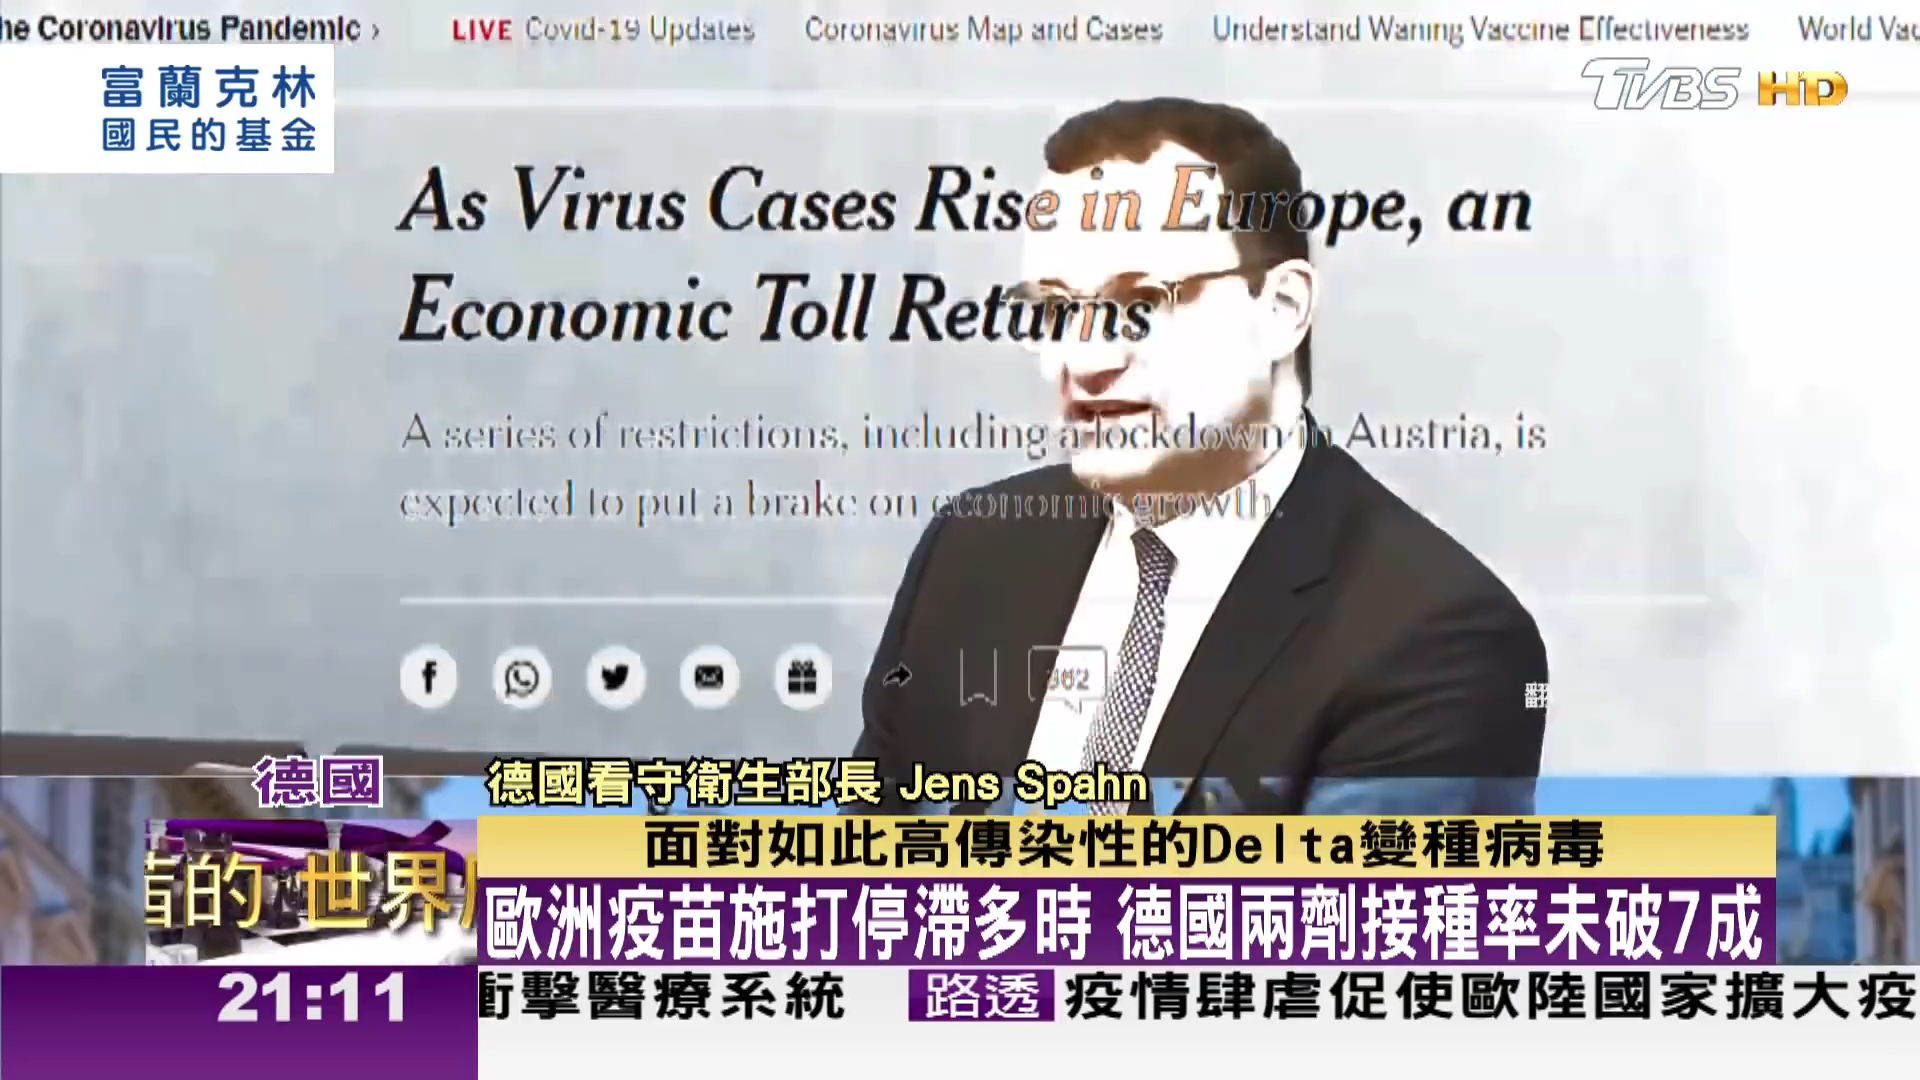 he Coronavirus Pandemic › LIVE Covid-19 Updates Coronavirus Map and Cases Understand Waning Vaccine Effectiveness World Vac
富蘭克林
國民的基金
TVBS HD
As Virus Cases Rise in Europe, an
Economic Toll Returns
A series of restrictions, including a lockdown in Austria, is
expected to put a brake on economic growth.
362
翻
德國 德國看守衛生部長 Jens Spahn
面對如此高傳染性的Delta變種病毒
的 世界
歐洲疫苗施打停滯多時 德國兩劑接種率未破7成
21:11 衝擊醫療系統 路透 疫情肆虐促使歐陸國家擴大疫